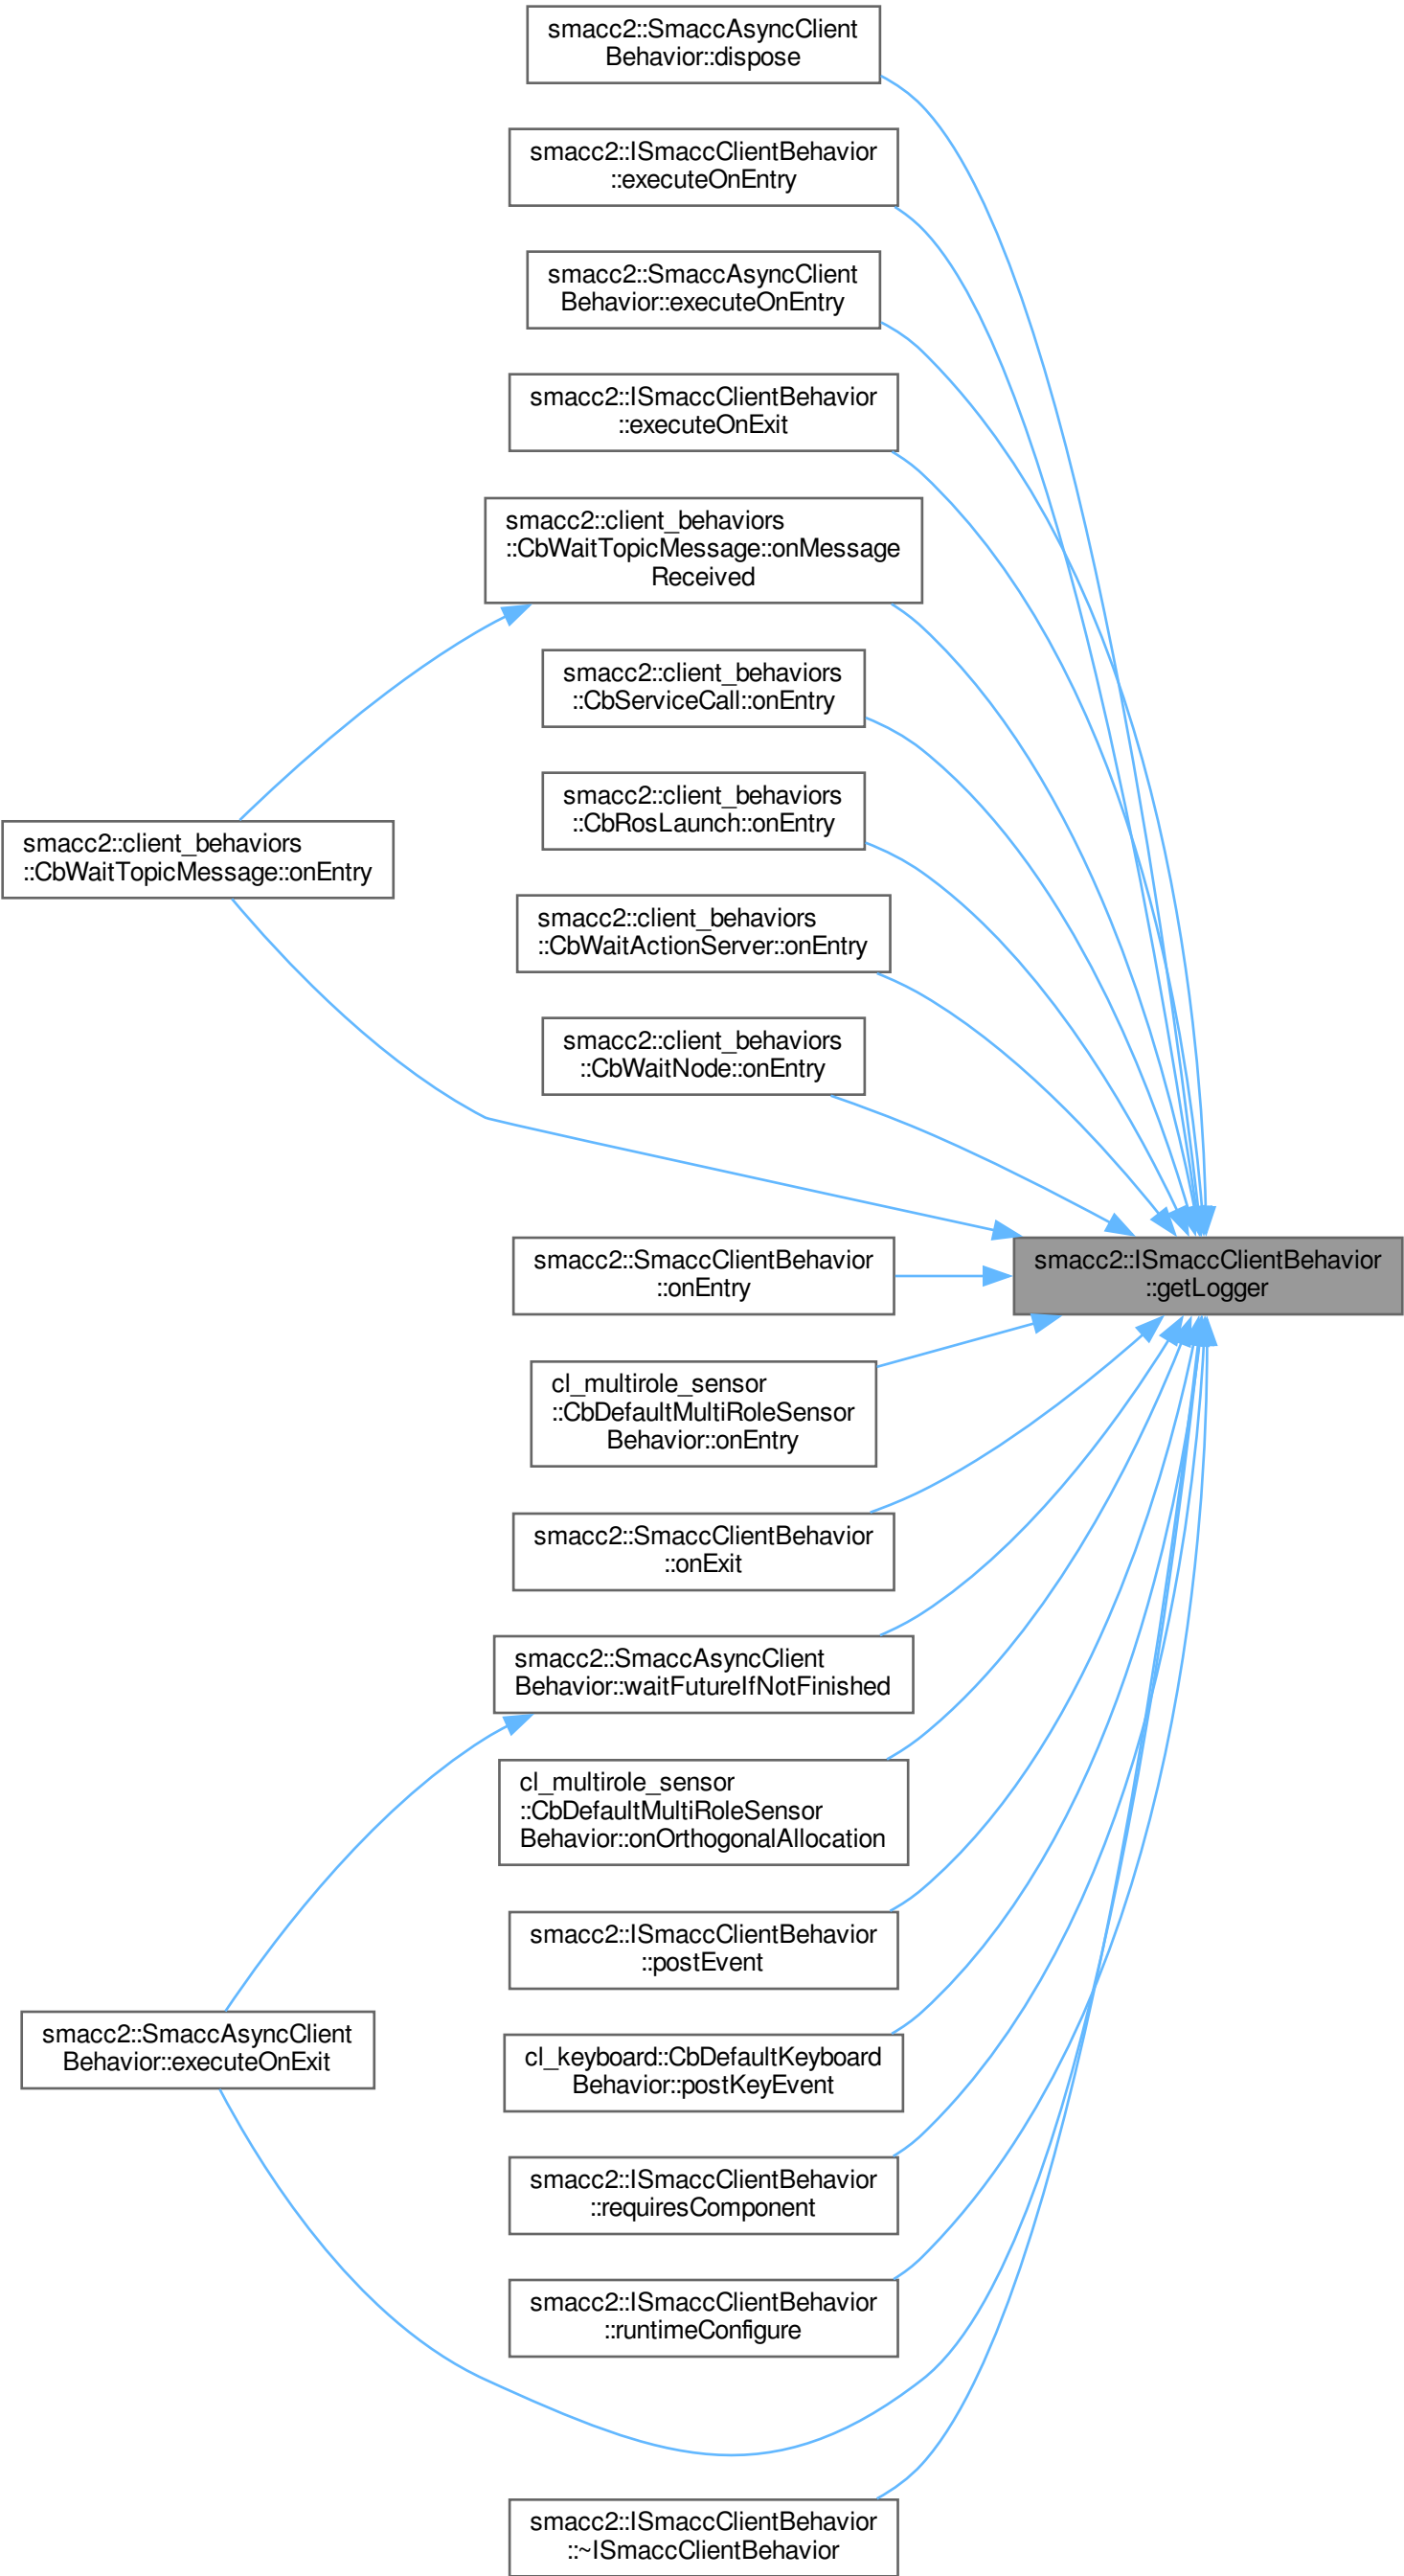 smacc2::SmaccAsyncClient
Behavior::dispose
smacc2::ISmaccClientBehavior
::executeOnEntry
smacc2::SmaccAsyncClient
Behavior::executeOnEntry
smacc2::ISmaccClientBehavior
::executeOnExit
smacc2::client_behaviors
::CbWaitTopicMessage::onMessage
Received
smacc2::client_behaviors
::CbServiceCall::onEntry
smacc2::client_behaviors
::CbRosLaunch::onEntry
smacc2::client_behaviors
::CbWaitTopicMessage::onEntry
smacc2::client_behaviors
::CbWaitActionServer::onEntry
smacc2::client_behaviors
::CbWaitNode::onEntry
smacc2::SmaccClientBehavior
::onEntry
smacc2::ISmaccClientBehavior
::getLogger
cl_multirole_sensor
::CbDefaultMultiRoleSensor
Behavior::onEntry
smacc2::SmaccClientBehavior
::onExit
smacc2::SmaccAsyncClient
Behavior::waitFutureIfNotFinished
cl_multirole_sensor
::CbDefaultMultiRoleSensor
Behavior::onOrthogonalAllocation
smacc2::ISmaccClientBehavior
::postEvent
smacc2::SmaccAsyncClient
Behavior::executeOnExit
cl_keyboard::CbDefaultKeyboard
Behavior::postKeyEvent
smacc2::ISmaccClientBehavior
::requiresComponent
smacc2::ISmaccClientBehavior
::runtimeConfigure
smacc2::ISmaccClientBehavior
::~ISmaccClientBehavior